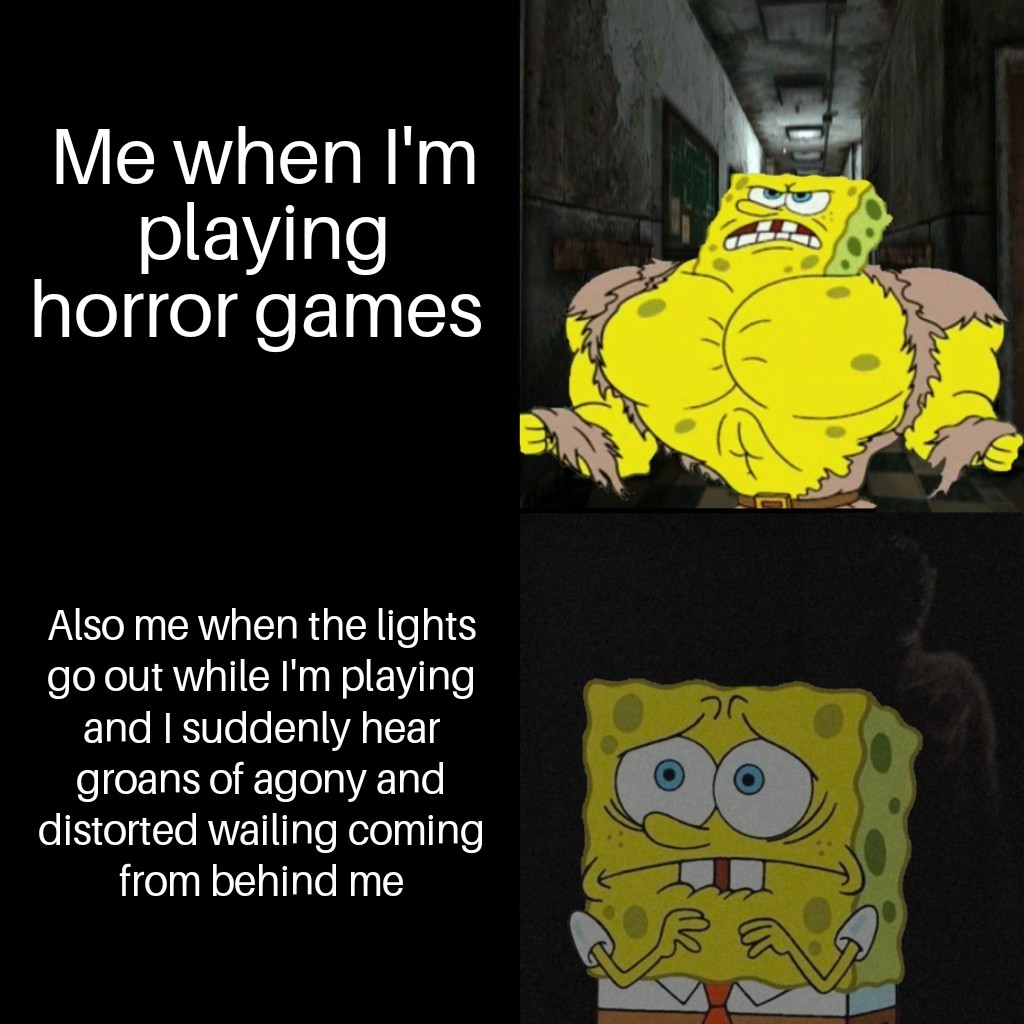 Me when I'm
playing
horror games
Also me when the lights
go out while I'm playing
and I suddenly hear
groans of agony and
distorted wailing coming
from behind me